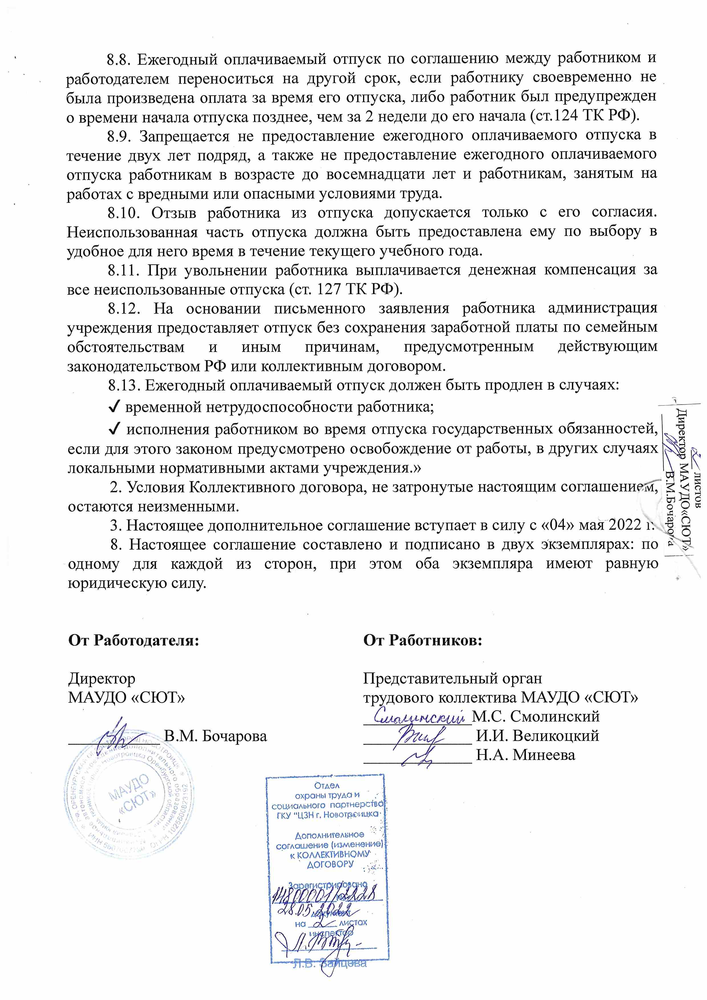 8.8. Ежегодный оплачиваемый отпуск по соглашению между работником и
работодателем переноситься на другой срок, если работнику своевременно не
была произведена оплата за время его отпуска, либо работник был предупрежден
о времени начала отпуска позднее, чем за 2 недели до его начала (ст.124 ТК РФ).
8.9. Запрещается не предоставление ежегодного оплачиваемого отпуска в
течение двух лет подряд, а также не предоставление ежегодного оплачиваемого
отпуска работникам в возрасте до восемнадцати лет и работникам, занятым на
работах с вредными или опасными условиями труда.
8.10. Отзыв работника из отпуска допускается только с его согласия.
Неиспользованная часть отпуска должна быть предоставлена ему по выбору в
удобное для него время в течение текущего учебного года.
8.11. При увольнении работника выплачивается денежная компенсация за
все неиспользованные отпуска (ст. 127 ТК РФ).
8.12. На основании письменного заявления работника администрация
учреждения предоставляет отпуск без сохранения заработной платы по семейным
обстоятельствам и иным причинам, предусмотренным действующим
законодательством РФ или коллективным договором.
8.13. Ежегодный оплачиваемый отпуск должен быть продлен в случаях:
✓ временной нетрудоспособности работника;
✓ исполнения работником во время отпуска государственных обязанностей,
если для этого законом предусмотрено освобождение от работы, в других случаях
локальными нормативными актами учреждения.»
2. Условия Коллективного договора, не затронутые настоящим соглашением,
остаются неизменными.
3. Настоящее дополнительное соглашение вступает в силу с «04» мая 2022 г.
8. Настоящее соглашение составлено и подписано в двух экземплярах: по
одному для каждой из сторон, при этом оба экземпляра имеют равную
юридическую силу.
2 листов
Директор МАУДО«СЮТ»
В.М.Бочарова
От Работодателя:
Директор
МАУДО «СЮТ»
В.М. Бочарова
От Работников:
Представительный орган
трудового коллектива МАУДО «СЮТ»
Смолинский М.С. Смолинский
И.И. Великоцкий
Н.А. Минеева
МАУДО
«СЮТ»
ОГРН 1025600823192
Отдел
охраны труда и
социального партнерства
ГКУ "ЦЗН г. Новотроицка
Дополнительное
соглашение (изменение)
к КОЛЛЕКТИВНОМУ
ДОГОВОРУ
Зарегистрировано
14800001/2228
28.05.2022
документ
на 2 листах
инспектор
Л.В. Зайцева